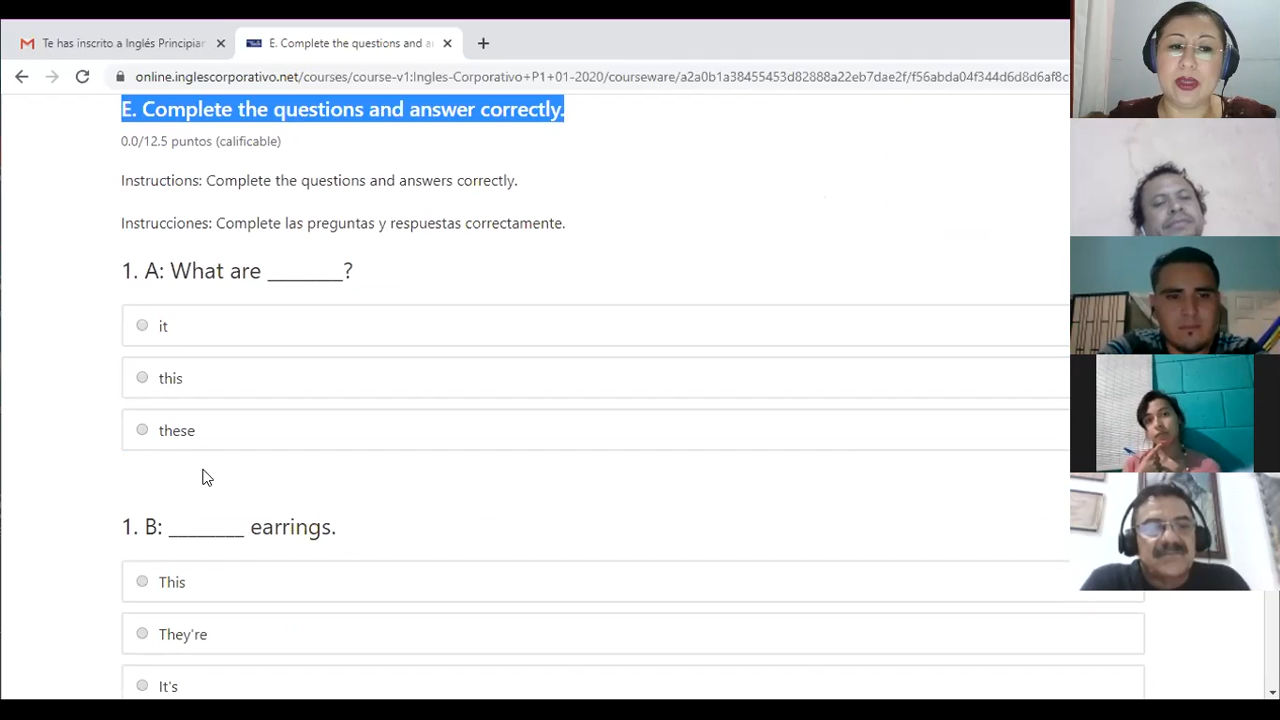 Te has inscrito a Inglés Principian
E. Complete the questions and a
online.inglescorporativo.net/courses/course-v1:Ingles-Corporativo+P1+01-2020/courseware/a2a0b1a38455453d82888a22eb7dae2f/f56abda04f344d6d8d6af8c
E. Complete the questions and answer correctly.
0.0/12.5 puntos (calificable)
Instructions: Complete the questions and answers correctly.
Instrucciones: Complete las preguntas y respuestas correctamente.
1. A: What are ________?
it
this
these
1. B: ________ earrings.
This
They're
It's